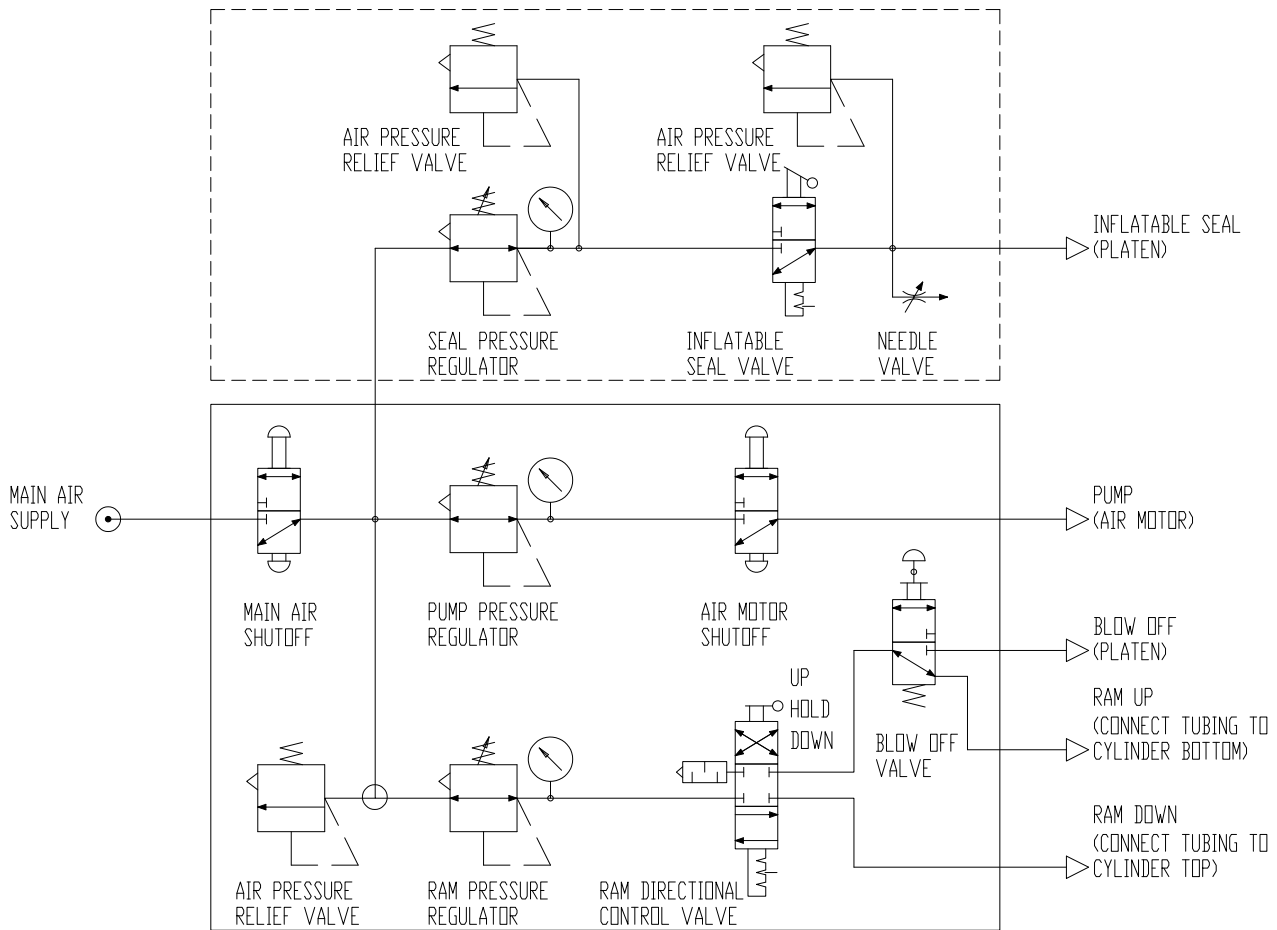 AIR PRESSURE
RELIEF VALVE
AIR PRESSURE
RELIEF VALVE
INFLATABLE SEAL
(PLATEN)
SEAL PRESSURE
REGULATOR
INFLATABLE
SEAL VALVE
NEEDLE
VALVE
MAIN AIR
SUPPLY
PUMP
(AIR MOTOR)
MAIN AIR
SHUTOFF
PUMP PRESSURE
REGULATOR
AIR MOTOR
SHUTOFF
BLOW OFF
(PLATEN)
UP
HOLD
DOWN
BLOW OFF
VALVE
RAM UP
(CONNECT TUBING TO
CYLINDER BOTTOM)
RAM DOWN
(CONNECT TUBING TO
CYLINDER TOP)
AIR PRESSURE
RELIEF VALVE
RAM PRESSURE
REGULATOR
RAM DIRECTIONAL
CONTROL VALVE